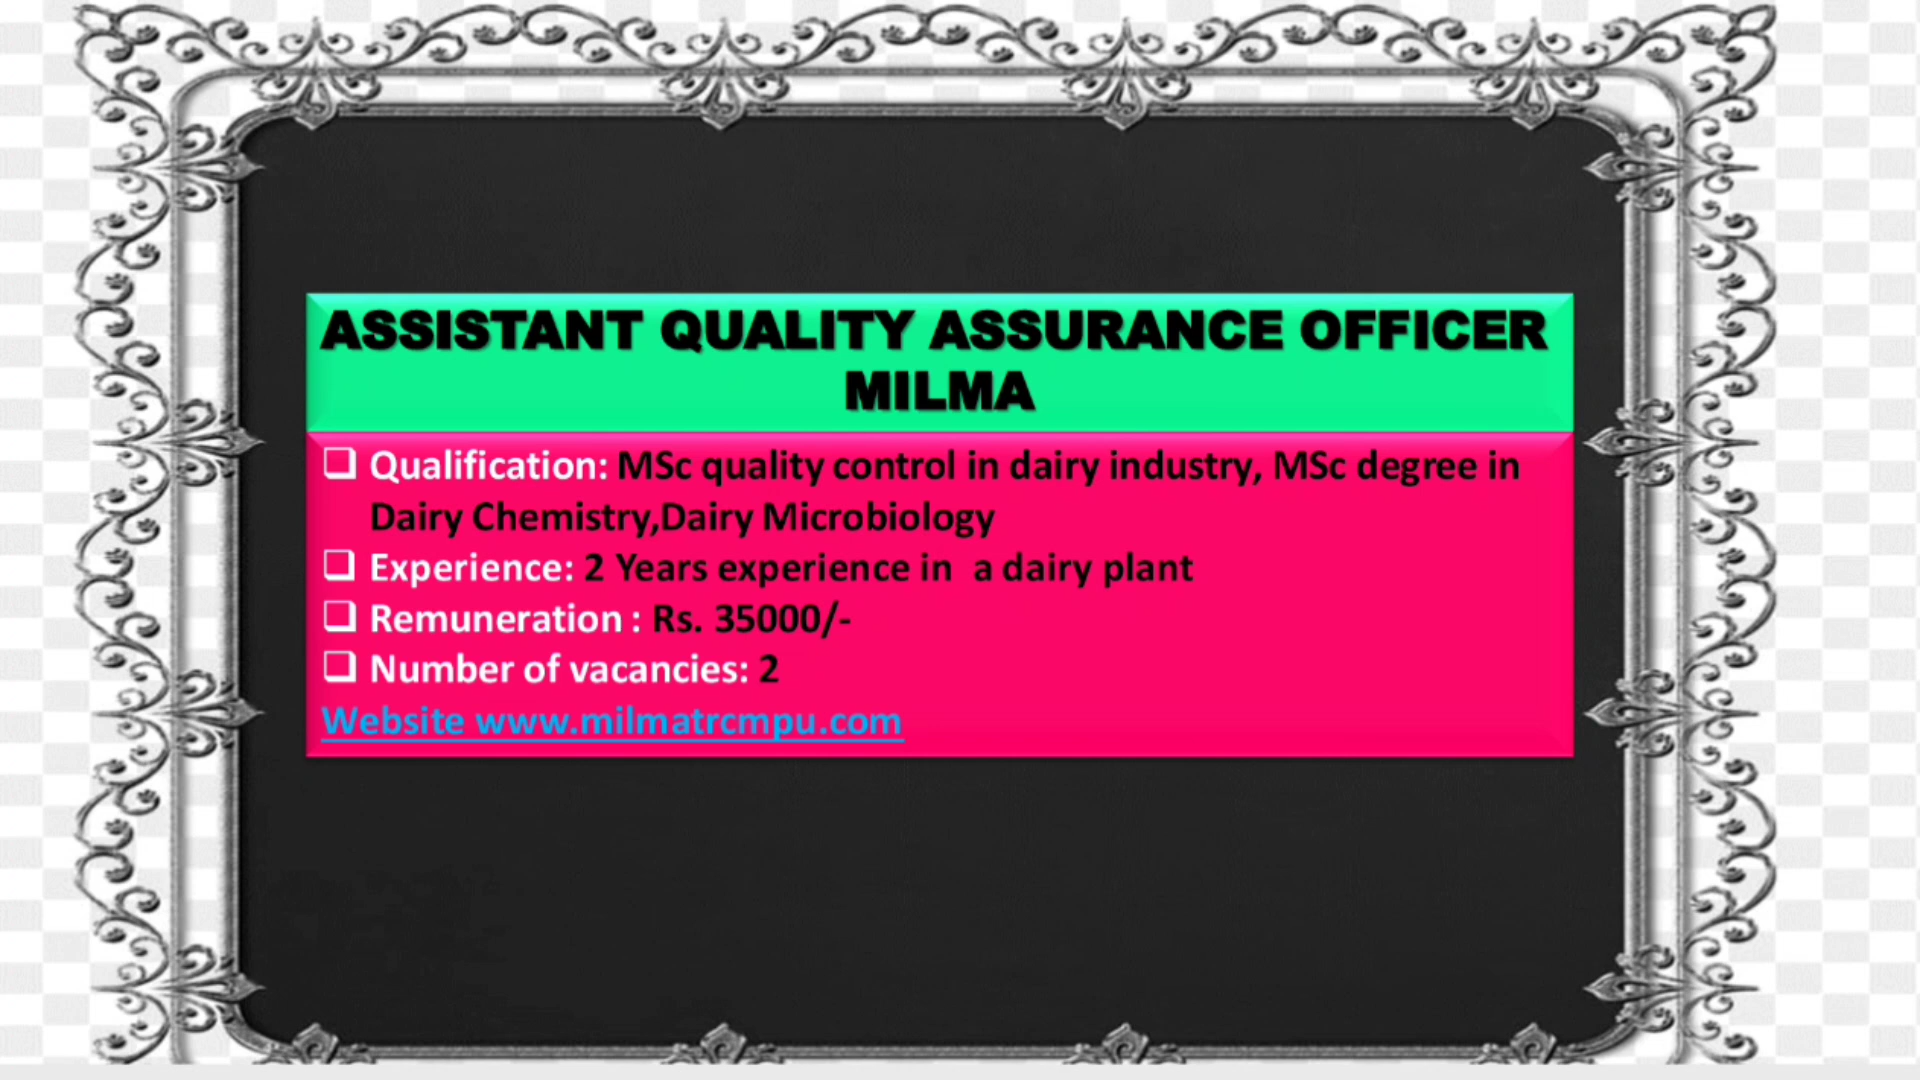 ASSISTANT QUALITY ASSURANCE OFFICER
MILMA
❑ Qualification: MSc quality control in dairy industry, MSc degree in
Dairy Chemistry,Dairy Microbiology
❑ Experience: 2 Years experience in  a dairy plant
❑ Remuneration : Rs. 35000/-
❑ Number of vacancies: 2
Website www.milmatrcmpu.com